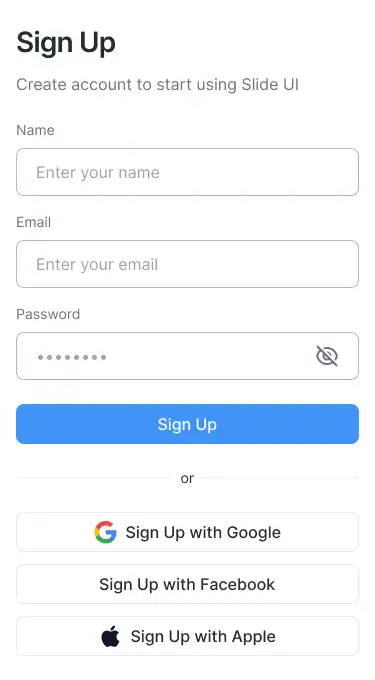 Sign Up
Create account to start using Slide UI
Name
Enter your name
Email
Enter your email
Password
••••••••
Sign Up
or
Sign Up with Google
Sign Up with Facebook
Sign Up with Apple